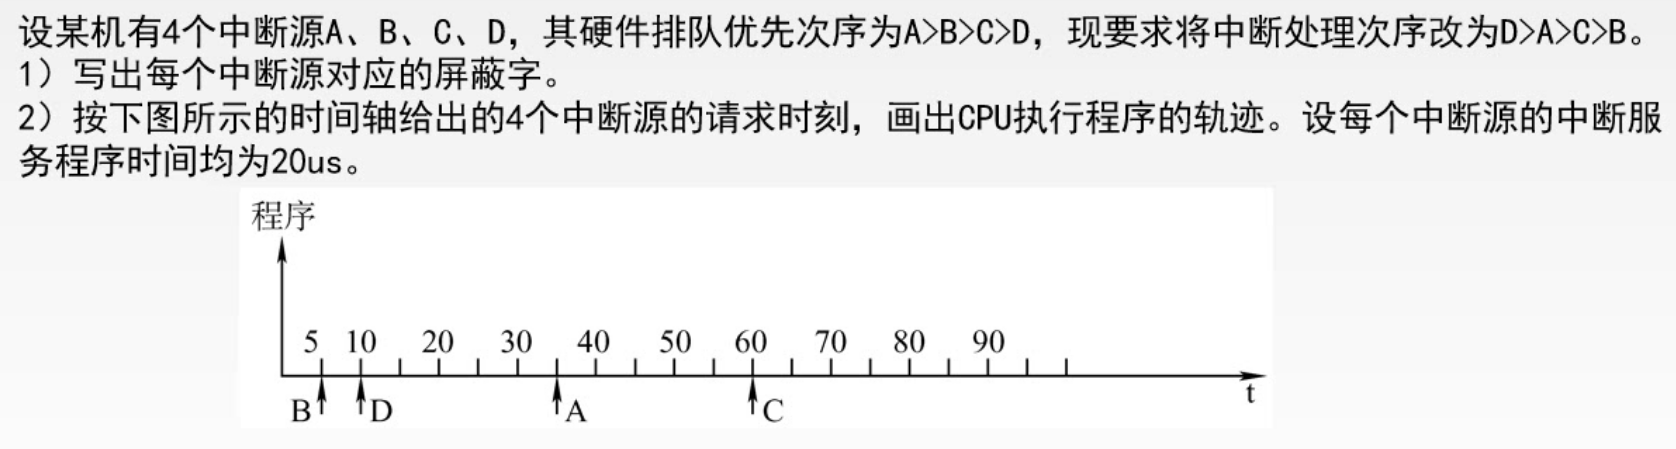 设某机有4个中断源A、B、C、D，其硬件排队优先次序为A>B>C>D，现要求将中断处理次序改为D>A>C>B。
1）写出每个中断源对应的屏蔽字。
2）按下图所示的时间轴给出的4个中断源的请求时刻，画出CPU执行程序的轨迹。设每个中断源的中断服
务程序时间均为20us。
程序
5 10 20 30 40 50 60 70 80 90
t
B D A C